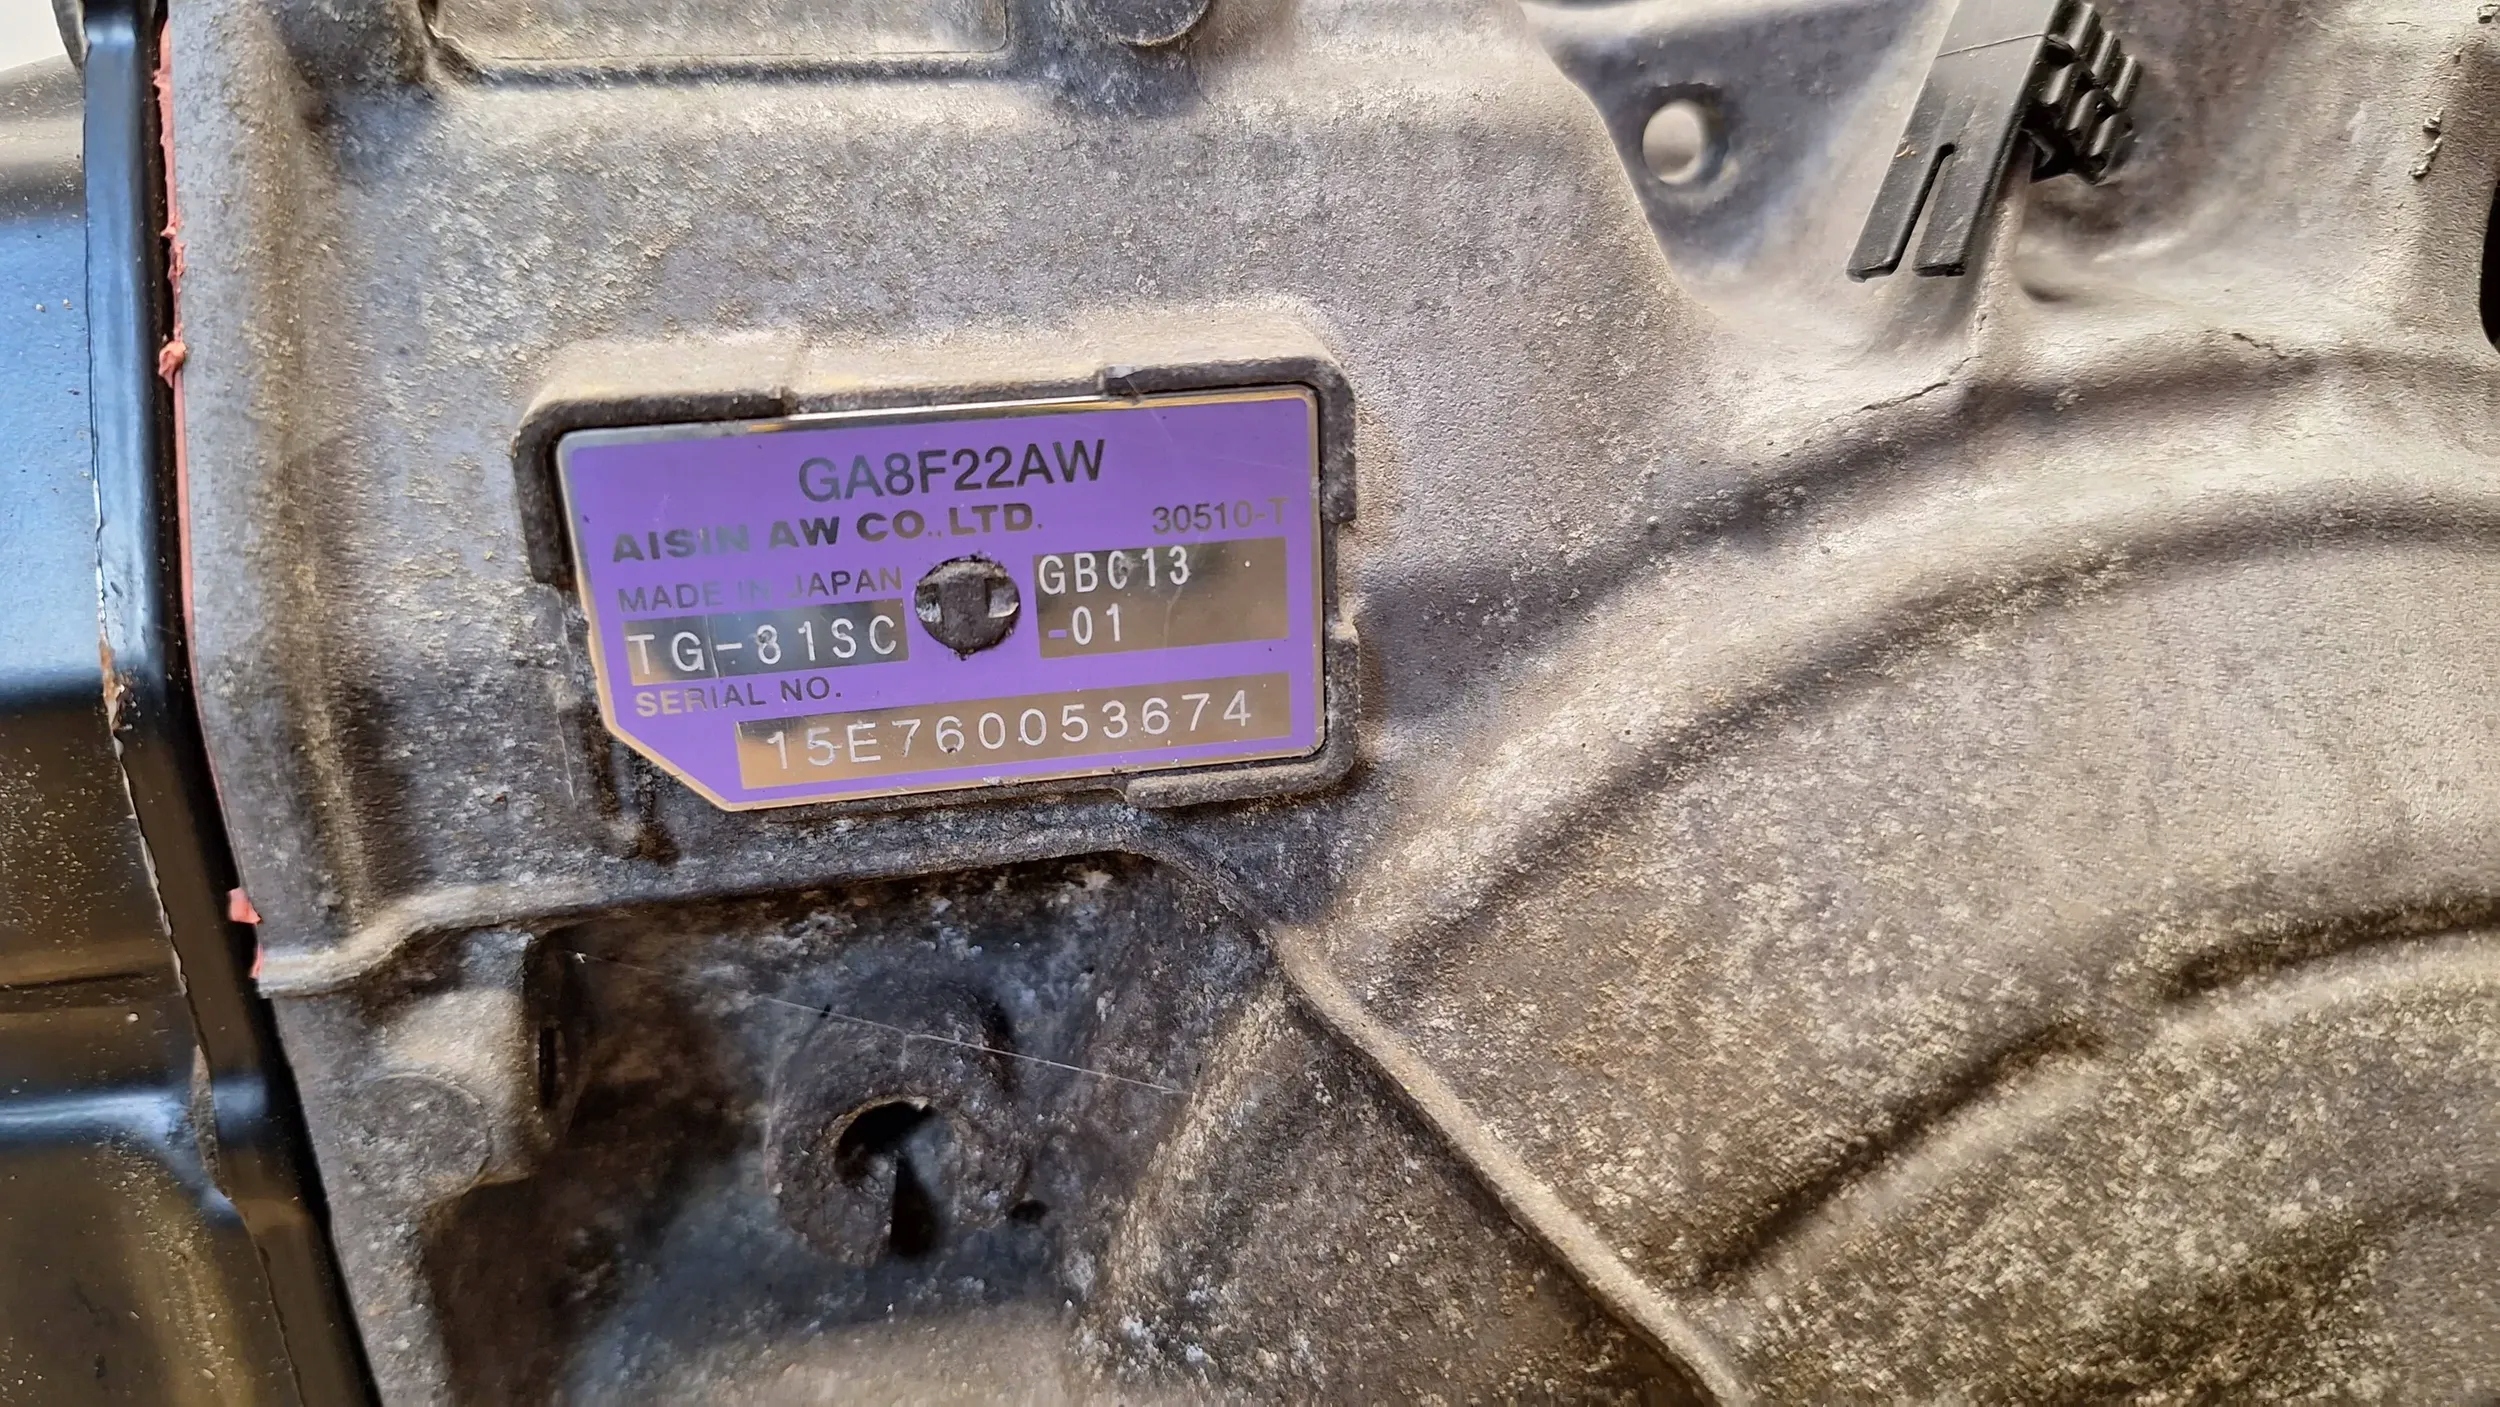 GA8F22AW
AISIN AW CO.,LTD.
30510-T
MADE IN JAPAN
GBC13
-01
TG-81SC
SERIAL NO.
15E760053674